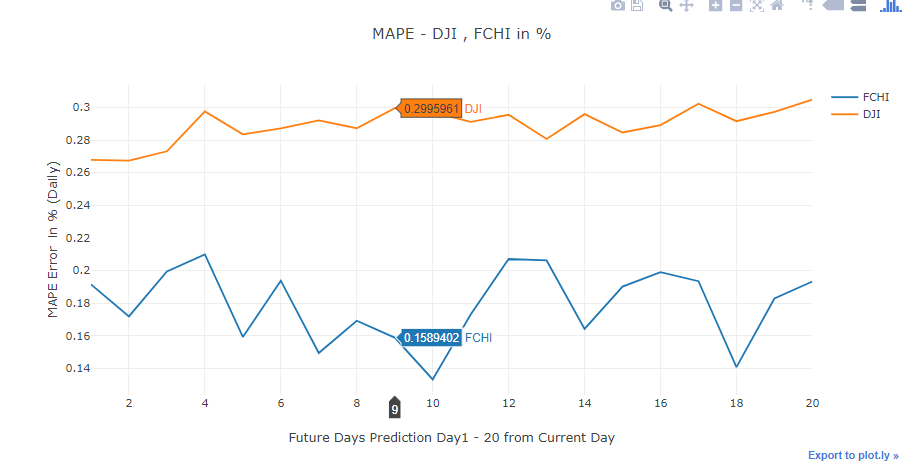 MAPE - DJI , FCHI in %
FCHI
DJI
MAPE Error In % (Daily)
0.3
0.28
0.26
0.24
0.22
0.2
0.18
0.16
0.14
0.2995961 DJI
0.1589402 FCHI
2 4 6 8 10 12 14 16 18 20
9
Future Days Prediction Day1 - 20 from Current Day
Export to plot.ly »